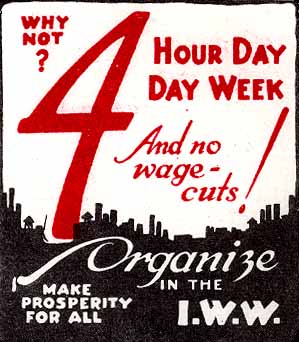 WHY
NOT
?
4
HOUR DAY
DAY WEEK
And no
wage-
cuts!
Organize
IN THE
I.W.W.
MAKE
PROSPERITY
FOR ALL